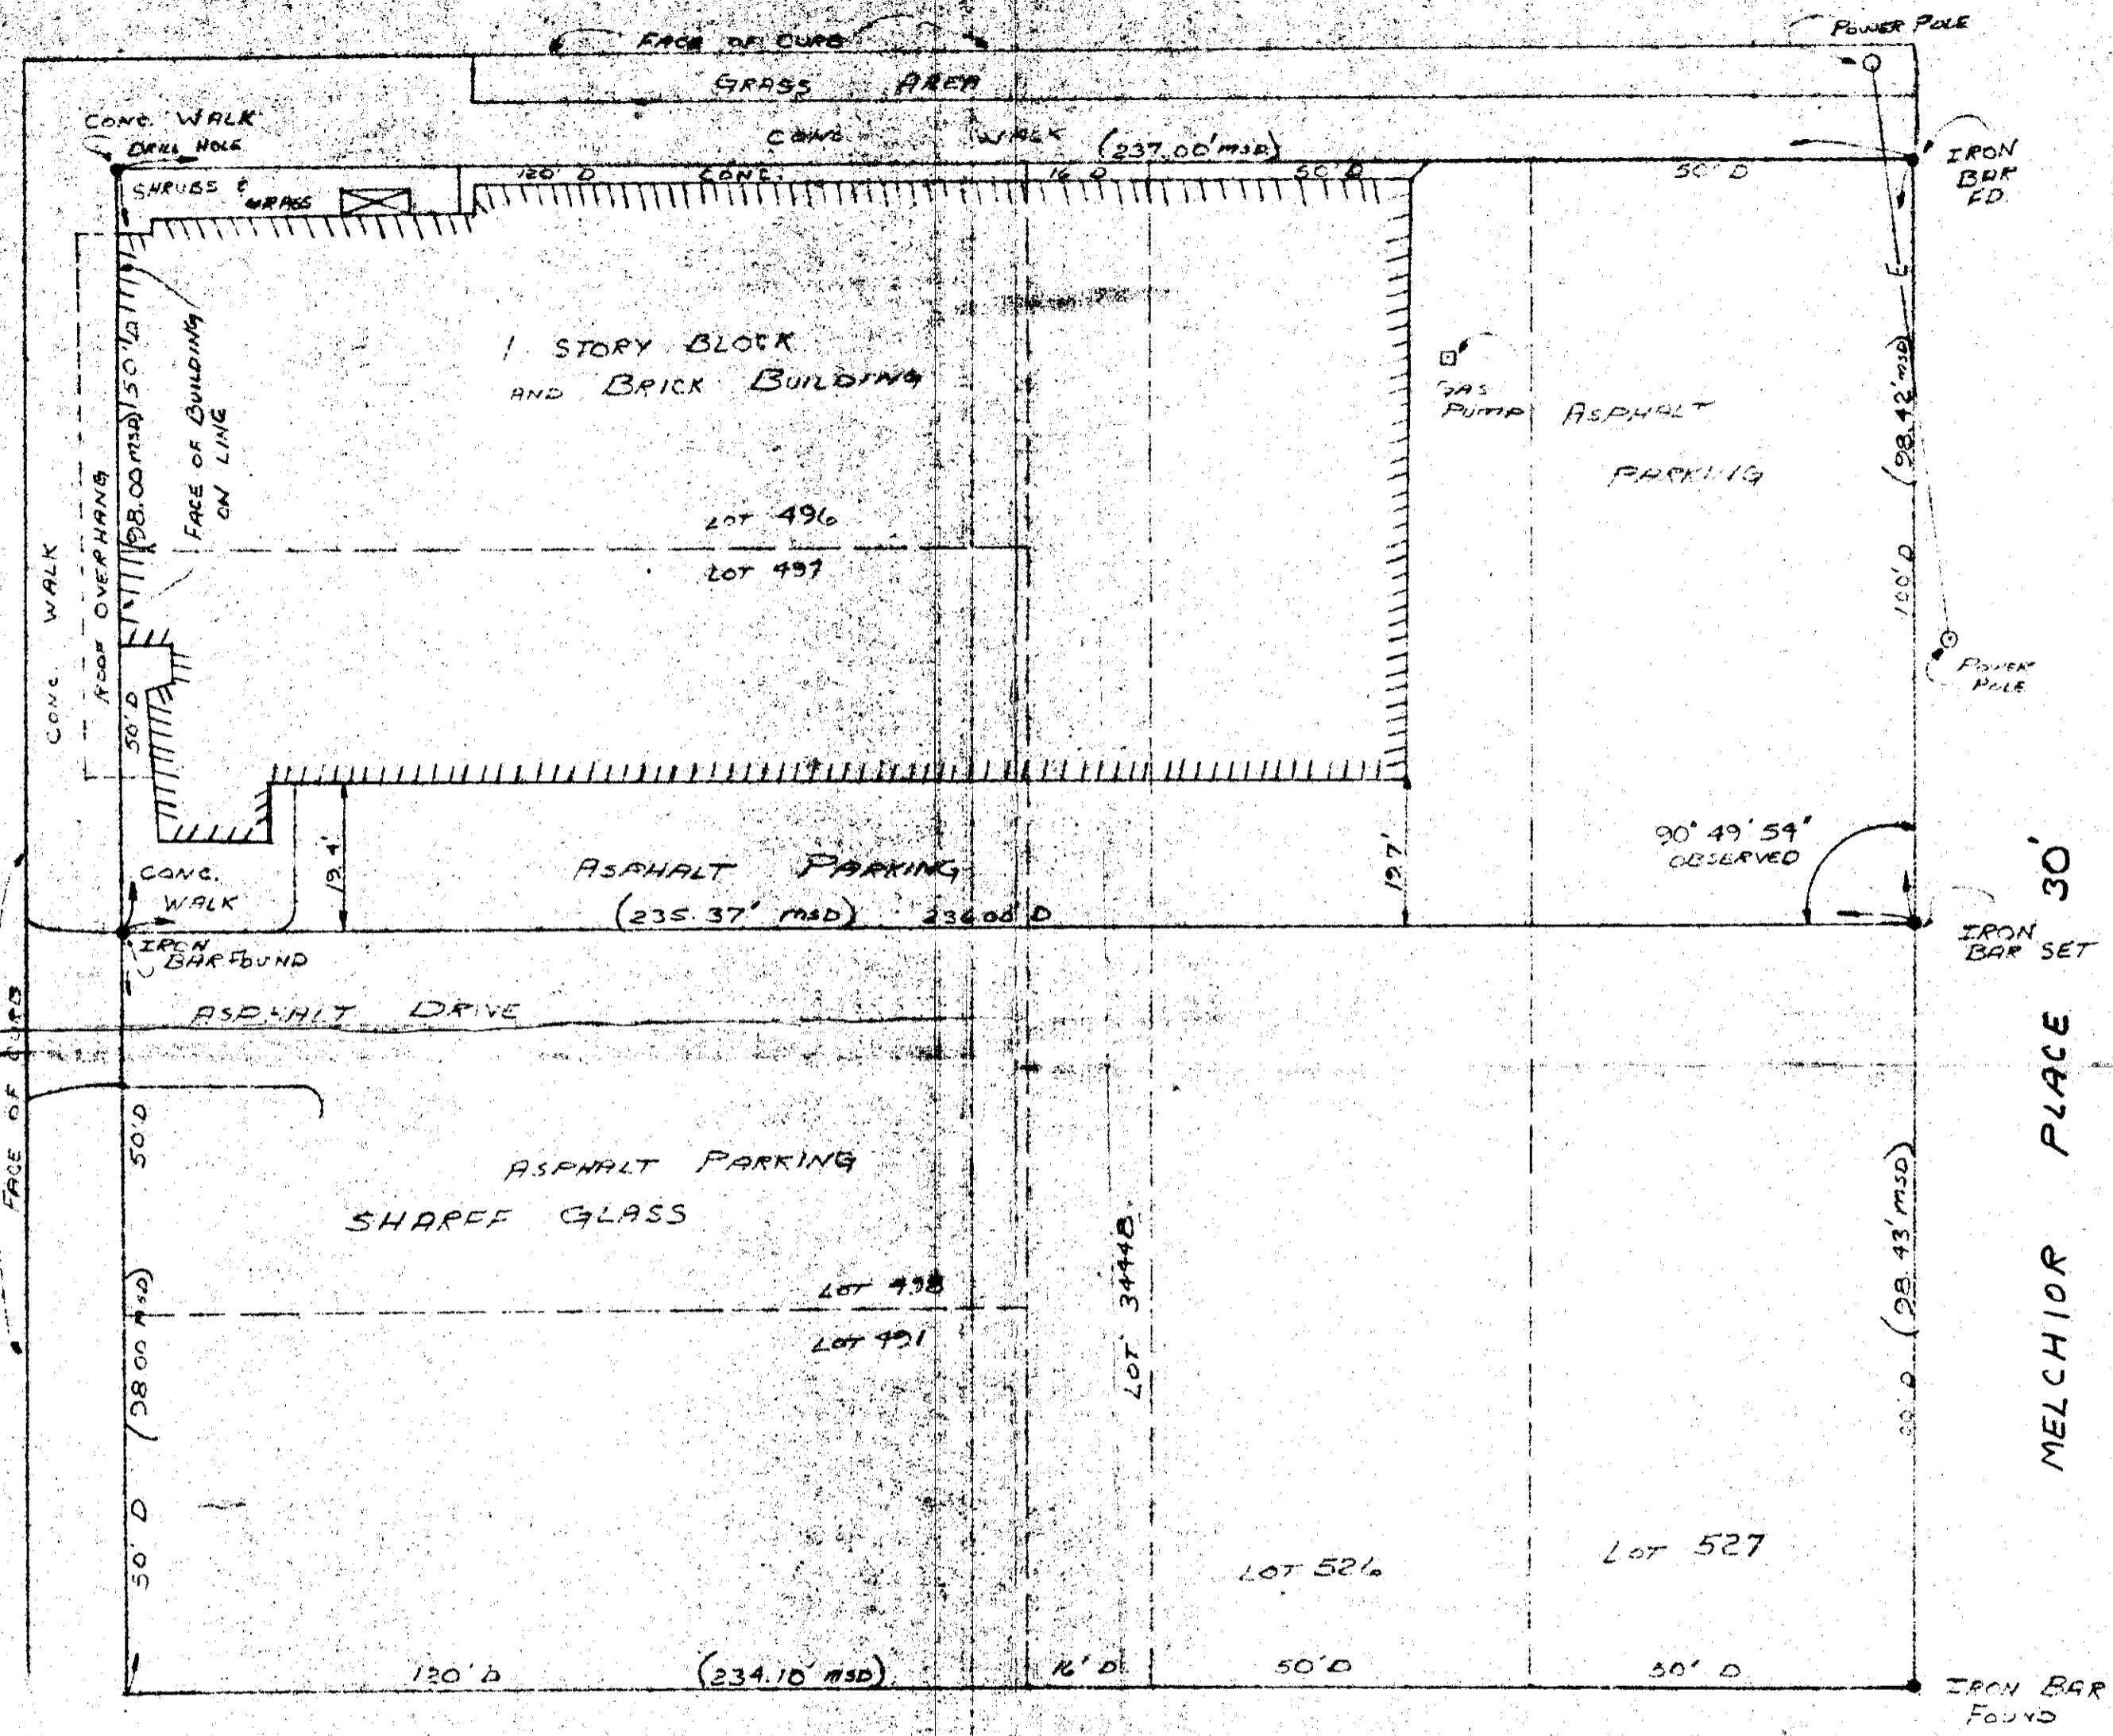 POWER POLE
FACE OF CURB
GRASS AREA
CONC. WALK
DRILL HOLE
CONC WALK (237.00' MSD)
IRON
BAR
FD.
SHRUBS &
GRASS
120' D CONC. 16' D 50' D 50' D
1 STORY BLOCK
AND BRICK BUILDING
FACE OF BUILDING
ON LINE
(98.00 MSD) 50' D
ROOF OVERHANG
CONC WALK
50' D
GAS
PUMP
ASPHALT
PARKING
E
(98.42' MSD)
100' D
POWER
POLE
LOT 496
LOT 497
90° 49' 54"
OBSERVED
19.4'
19.7'
CONC.
WALK
ASPHALT PARKING
(235.37' MSD) 236.00' D
IRON
BAR FOUND
IRON
BAR SET
MELCHIOR PLACE 30'
ASPHALT DRIVE
FACE OF CURB
50' D
ASPHALT PARKING
SHAREF GLASS
LOT 498
LOT 491
LOT 3444B
(98.00 MSD)
50' D
(98.43' MSD)
LOT 526
LOT 527
120' D (234.10' MSD) 16' D 50' D 50' D
IRON BAR
FOUND